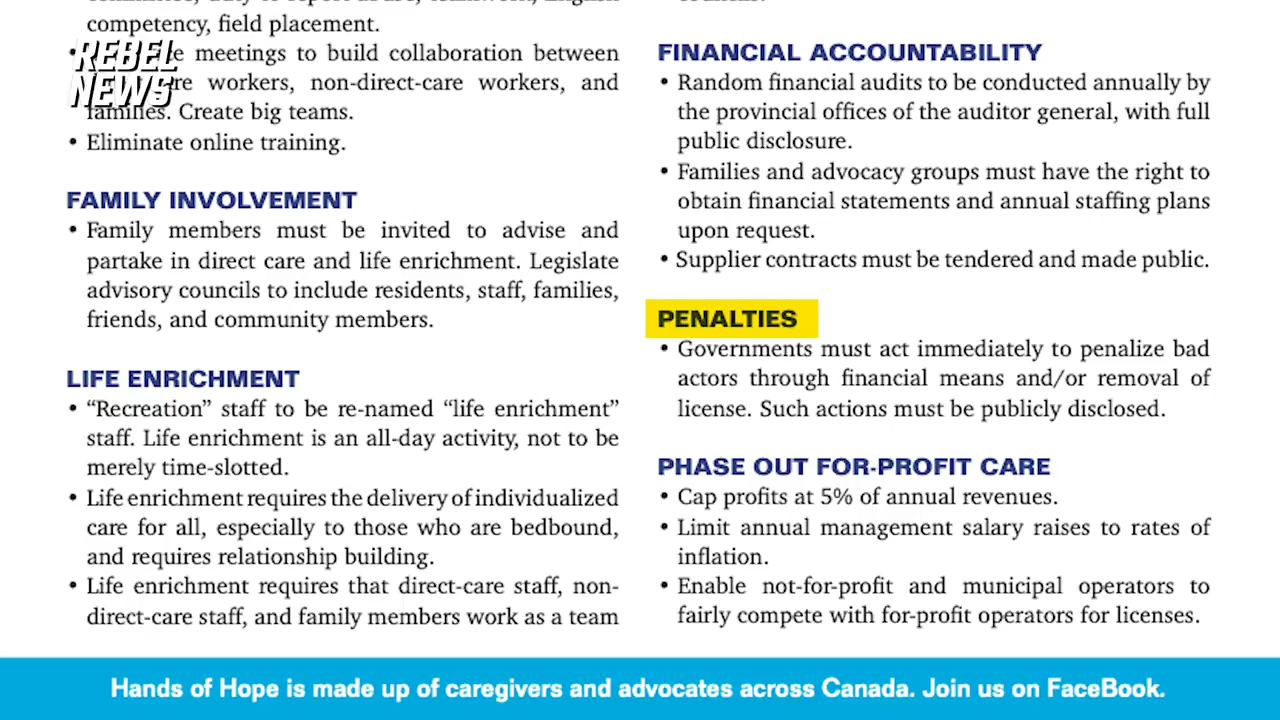 competency, field placement.
REBEL
NEWS
meetings to build collaboration between
workers, non-direct-care workers, and
families. Create big teams.
• Eliminate online training.
FAMILY INVOLVEMENT
• Family members must be invited to advise and
partake in direct care and life enrichment. Legislate
advisory councils to include residents, staff, families,
friends, and community members.
LIFE ENRICHMENT
• “Recreation” staff to be re-named “life enrichment”
staff. Life enrichment is an all-day activity, not to be
merely time-slotted.
• Life enrichment requires the delivery of individualized
care for all, especially to those who are bedbound,
and requires relationship building.
• Life enrichment requires that direct-care staff, non-
direct-care staff, and family members work as a team
FINANCIAL ACCOUNTABILITY
• Random financial audits to be conducted annually by
the provincial offices of the auditor general, with full
public disclosure.
• Families and advocacy groups must have the right to
obtain financial statements and annual staffing plans
upon request.
• Supplier contracts must be tendered and made public.
PENALTIES
• Governments must act immediately to penalize bad
actors through financial means and/or removal of
license. Such actions must be publicly disclosed.
PHASE OUT FOR-PROFIT CARE
• Cap profits at 5% of annual revenues.
• Limit annual management salary raises to rates of
inflation.
• Enable not-for-profit and municipal operators to
fairly compete with for-profit operators for licenses.
Hands of Hope is made up of caregivers and advocates across Canada. Join us on FaceBook.